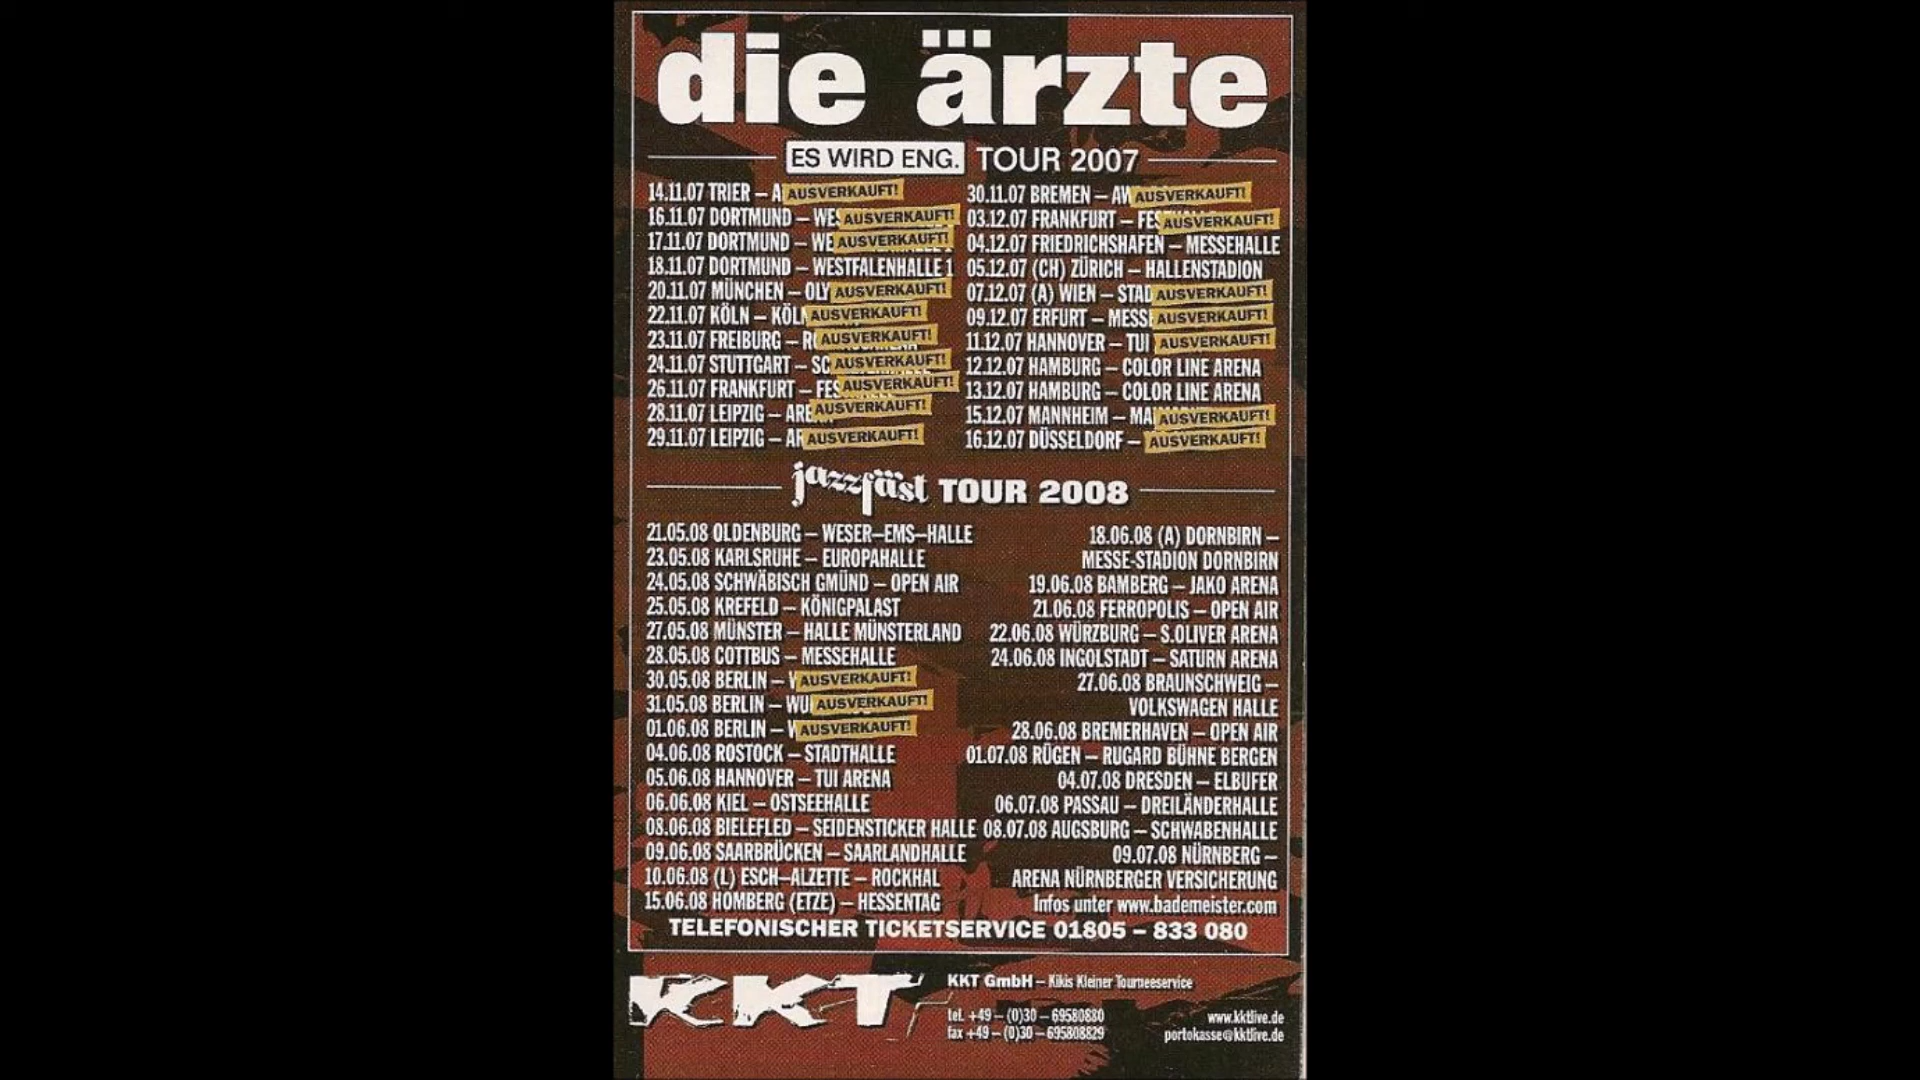 die ärzte
ES WIRD ENG. TOUR 2007
14.11.07 TRIER – A AUSVERKAUFT!
16.11.07 DORTMUND – WES AUSVERKAUFT!
17.11.07 DORTMUND – WE AUSVERKAUFT!
18.11.07 DORTMUND – WESTFALENHALLE 1
20.11.07 MÜNCHEN – OLY AUSVERKAUFT!
22.11.07 KÖLN – KÖLN AUSVERKAUFT!
23.11.07 FREIBURG – RO AUSVERKAUFT!
24.11.07 STUTTGART – SC AUSVERKAUFT!
26.11.07 FRANKFURT – FES AUSVERKAUFT!
28.11.07 LEIPZIG – ARE AUSVERKAUFT!
29.11.07 LEIPZIG – AR AUSVERKAUFT!
30.11.07 BREMEN – AW AUSVERKAUFT!
03.12.07 FRANKFURT – FES AUSVERKAUFT!
04.12.07 FRIEDRICHSHAFEN – MESSEHALLE
05.12.07 (CH) ZÜRICH – HALLENSTADION
07.12.07 (A) WIEN – STAD AUSVERKAUFT!
09.12.07 ERFURT – MESSE AUSVERKAUFT!
11.12.07 HANNOVER – TUI AUSVERKAUFT!
12.12.07 HAMBURG – COLOR LINE ARENA
13.12.07 HAMBURG – COLOR LINE ARENA
15.12.07 MANNHEIM – MA AUSVERKAUFT!
16.12.07 DÜSSELDORF – AUSVERKAUFT!
jazzfäst TOUR 2008
21.05.08 OLDENBURG – WESER–EMS–HALLE
23.05.08 KARLSRUHE – EUROPAHALLE
24.05.08 SCHWÄBISCH GMÜND – OPEN AIR
25.05.08 KREFELD – KÖNIGPALAST
27.05.08 MÜNSTER – HALLE MÜNSTERLAND
28.05.08 COTTBUS – MESSEHALLE
30.05.08 BERLIN – W AUSVERKAUFT!
31.05.08 BERLIN – WU AUSVERKAUFT!
01.06.08 BERLIN – W AUSVERKAUFT!
04.06.08 ROSTOCK – STADTHALLE
05.06.08 HANNOVER – TUI ARENA
06.06.08 KIEL – OSTSEEHALLE
08.06.08 BIELEFLED – SEIDENSTICKER HALLE
09.06.08 SAARBRÜCKEN – SAARLANDHALLE
10.06.08 (L) ESCH–ALZETTE – ROCKHAL
15.06.08 HOMBERG (ETZE) – HESSENTAG
18.06.08 (A) DORNBIRN –
MESSE-STADION DORNBIRN
19.06.08 BAMBERG – JAKO ARENA
21.06.08 FERROPOLIS – OPEN AIR
22.06.08 WÜRZBURG – S.OLIVER ARENA
24.06.08 INGOLSTADT – SATURN ARENA
27.06.08 BRAUNSCHWEIG –
VOLKSWAGEN HALLE
28.06.08 BREMERHAVEN – OPEN AIR
01.07.08 RÜGEN – RUGARD BÜHNE BERGEN
04.07.08 DRESDEN – ELBUFER
06.07.08 PASSAU – DREILÄNDERHALLE
08.07.08 AUGSBURG – SCHWABENHALLE
09.07.08 NÜRNBERG –
ARENA NÜRNBERGER VERSICHERUNG
Infos unter www.bademeister.com
TELEFONISCHER TICKETSERVICE 01805 – 833 080
KKT
KKT GmbH – Kikis Kleiner Tourneeservice
tel. +49 – (0)30 – 69580880
fax +49 – (0)30 – 695808829
www.kktlive.de
portokasse@kktlive.de